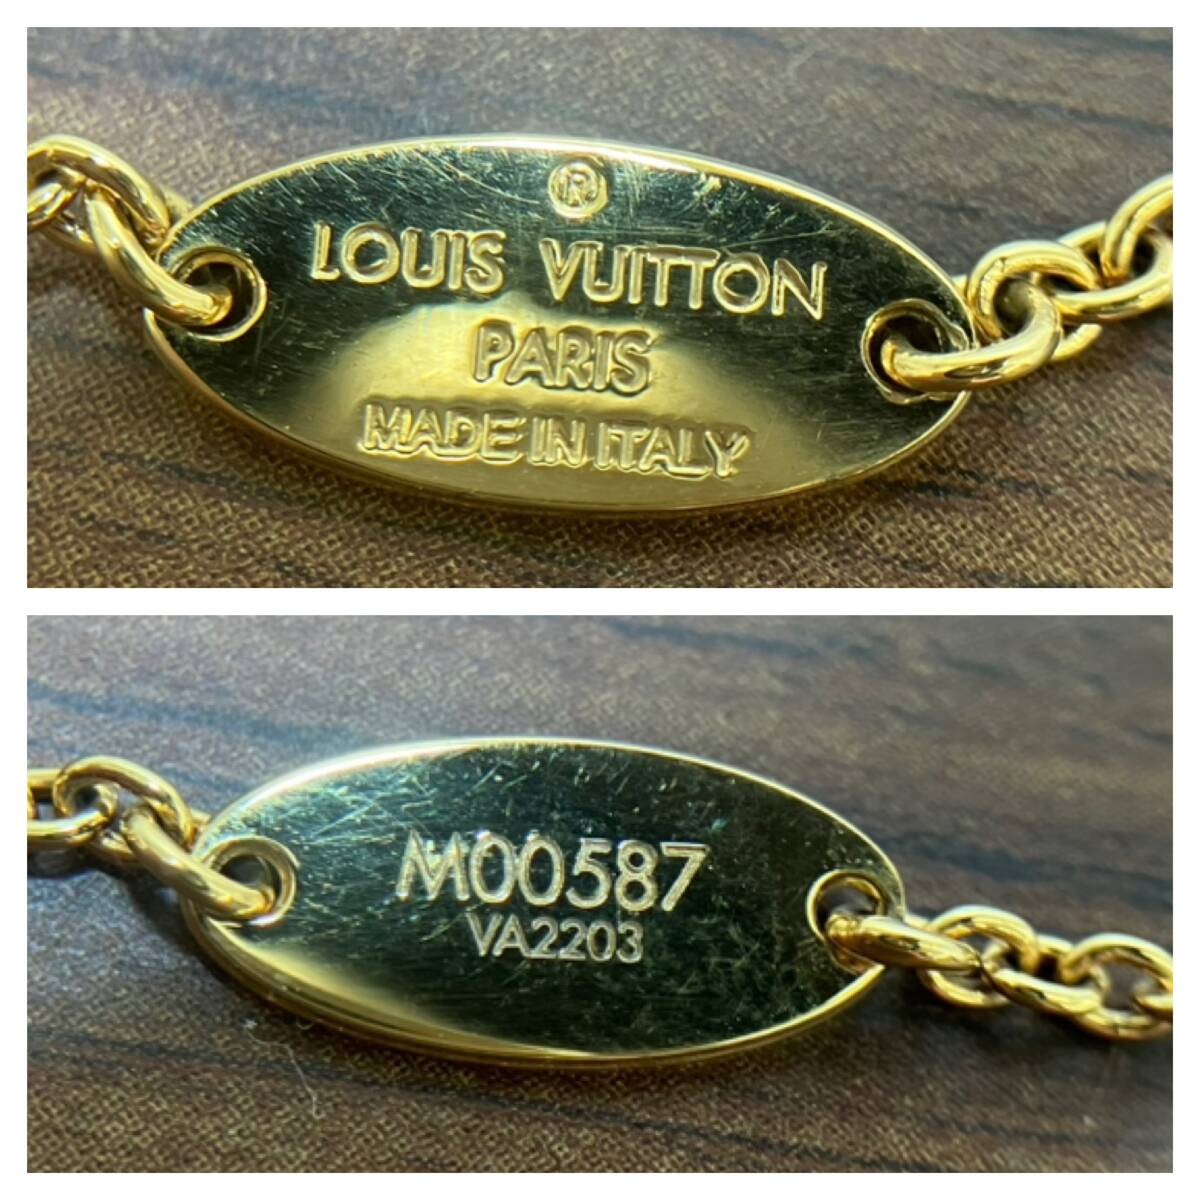 ®
LOUIS VUITTON
PARIS
MADE IN ITALY
M00587
VA2203